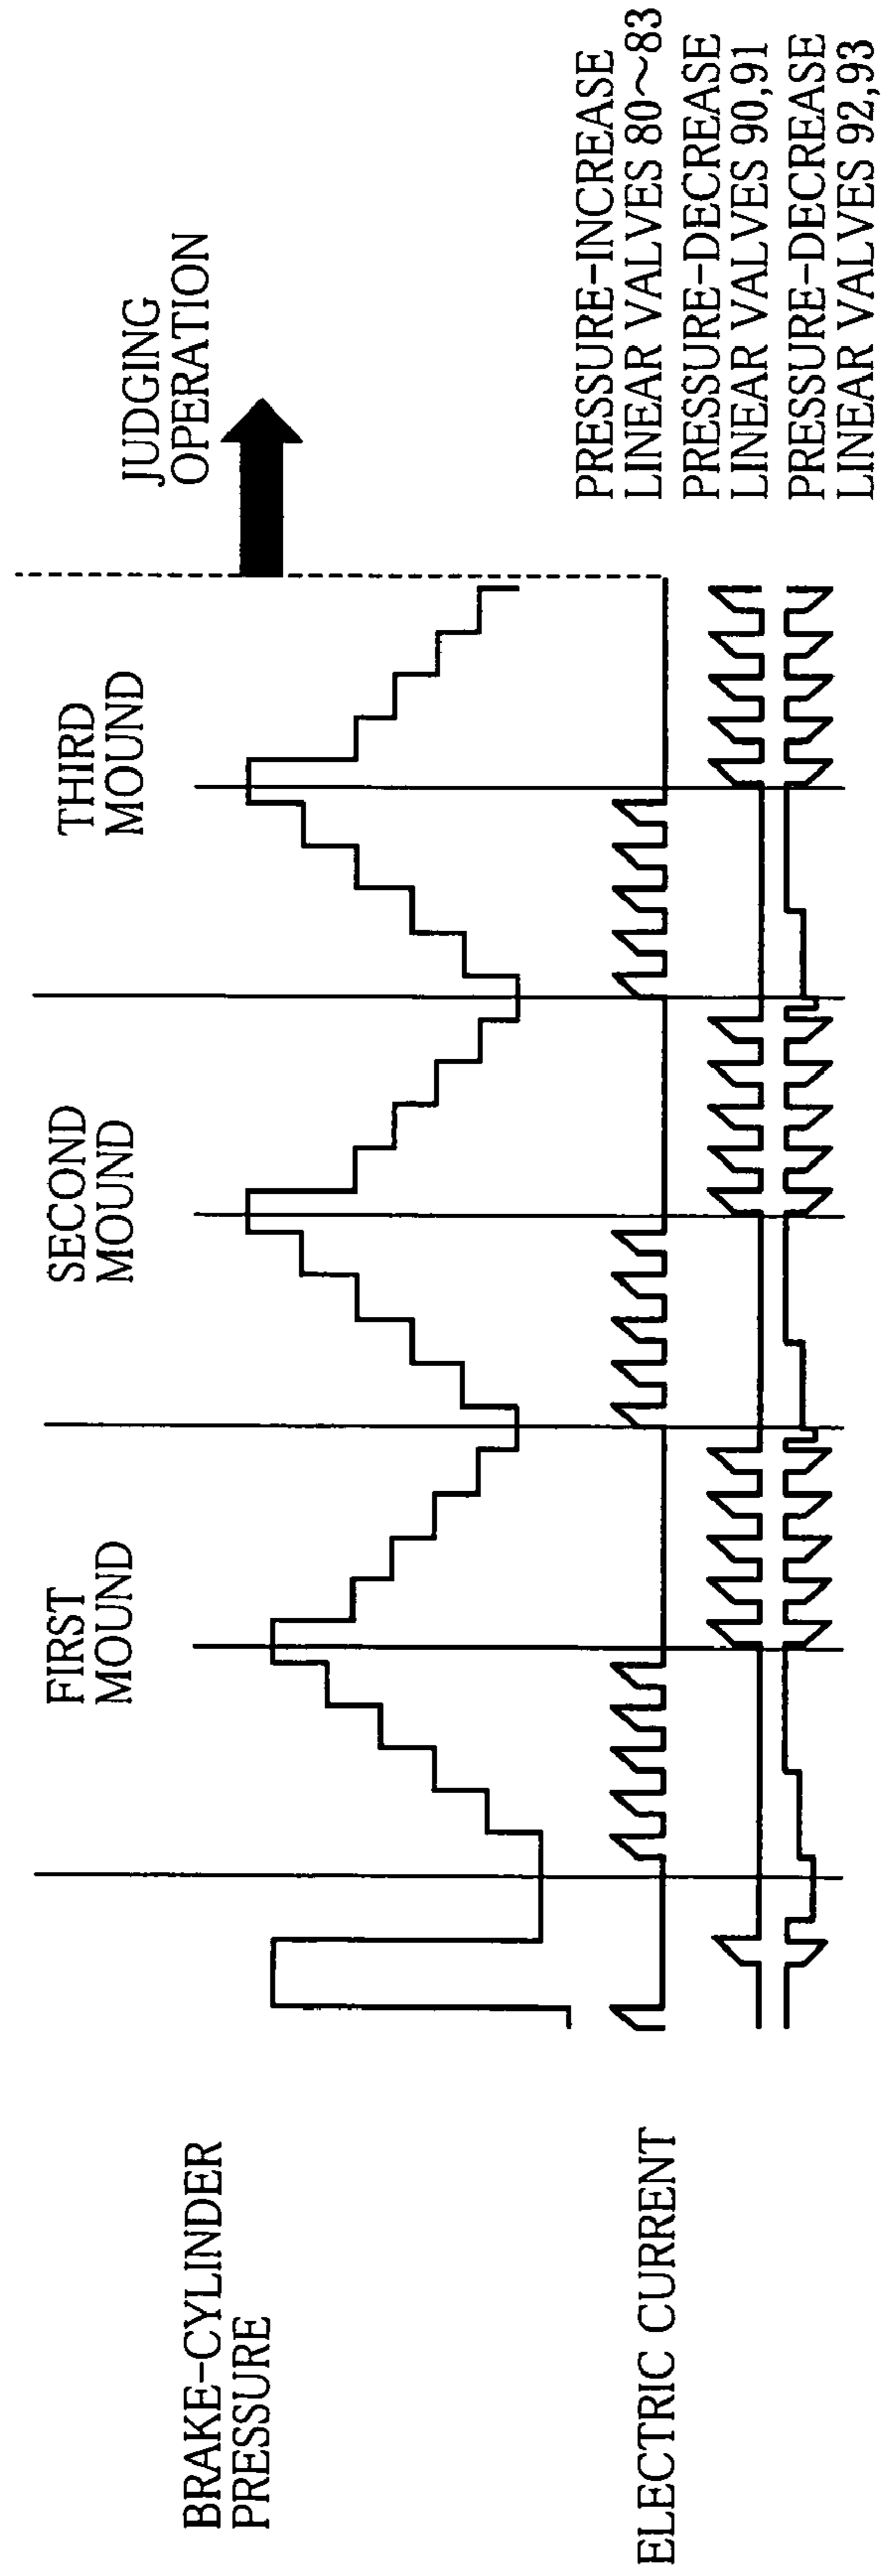 FIRST
MOUND
SECOND
MOUND
THIRD
MOUND
JUDGING
OPERATION
BRAKE-CYLINDER
PRESSURE
ELECTRIC CURRENT
PRESSURE-INCREASE
LINEAR VALVES 80~83
PRESSURE-DECREASE
LINEAR VALVES 90,91
PRESSURE-DECREASE
LINEAR VALVES 92,93